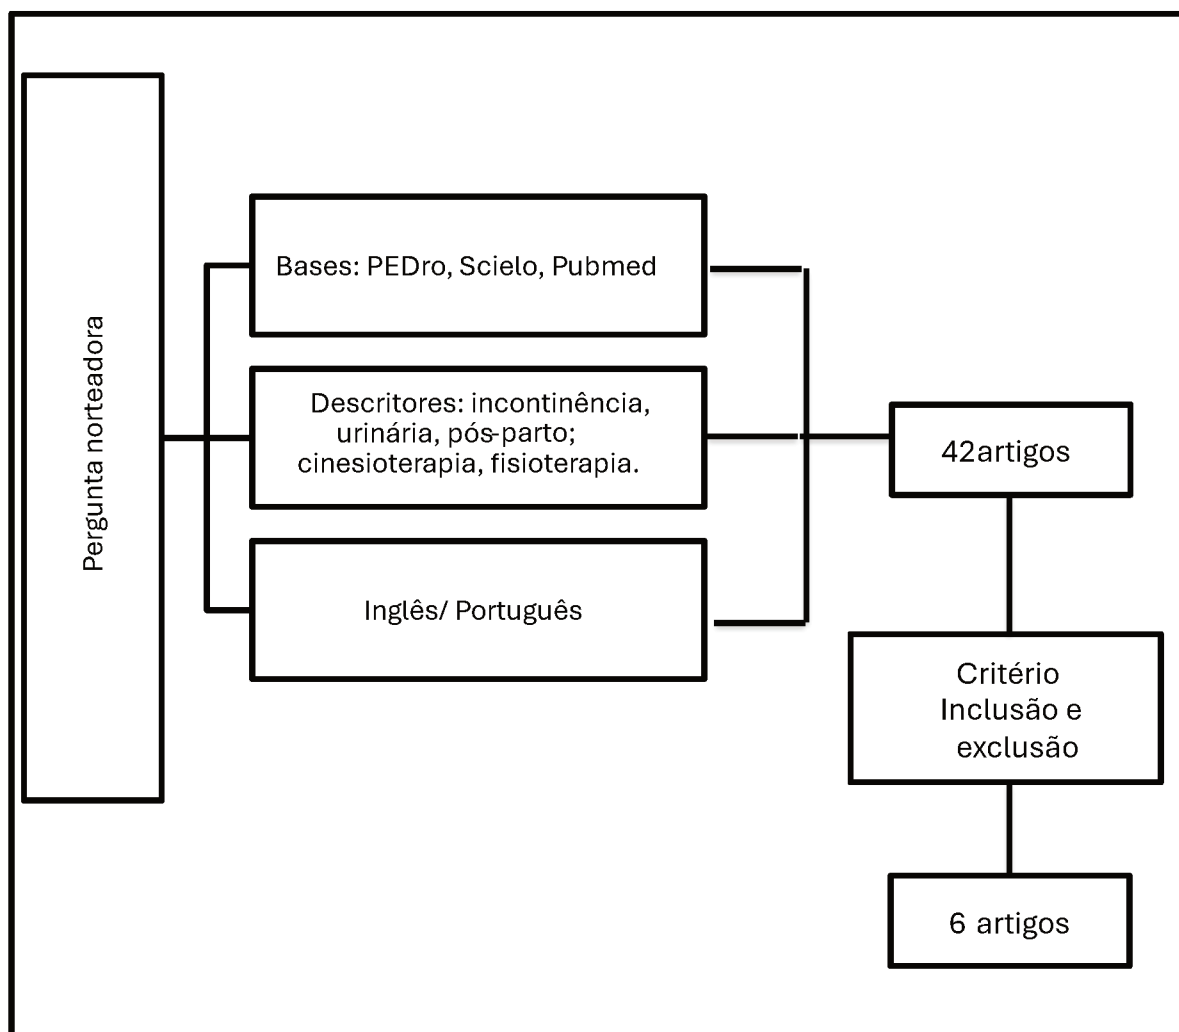 Pergunta norteadora
Bases: PEDro, Scielo, Pubmed
Descritores: incontinência,
urinária, pós-parto;
cinesioterapia, fisioterapia.
Inglês/ Português
42artigos
Critério
Inclusão e
exclusão
6 artigos